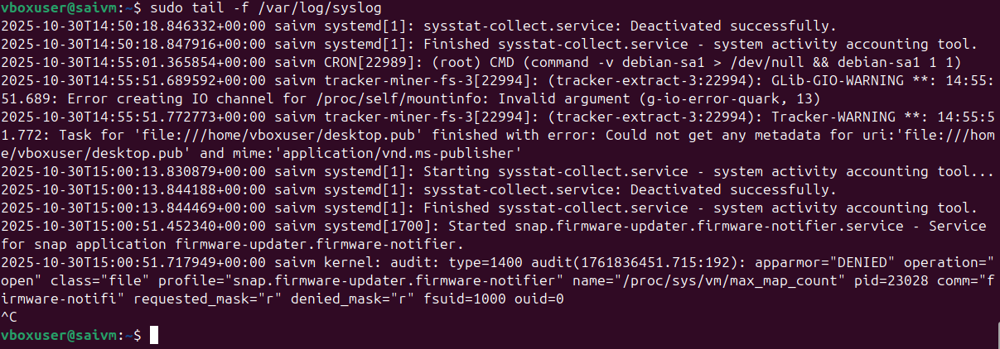 vboxuser@saivm:~$ sudo tail -f /var/log/syslog
2025-10-30T14:50:18.846332+00:00 saivm systemd[1]: sysstat-collect.service: Deactivated successfully.
2025-10-30T14:50:18.847916+00:00 saivm systemd[1]: Finished sysstat-collect.service - system activity accounting tool.
2025-10-30T14:55:01.365854+00:00 saivm CRON[22989]: (root) CMD (command -v debian-sa1 > /dev/null && debian-sa1 1 1)
2025-10-30T14:55:51.689592+00:00 saivm tracker-miner-fs-3[22994]: (tracker-extract-3:22994): GLib-GIO-WARNING **: 14:55:
51.689: Error creating IO channel for /proc/self/mountinfo: Invalid argument (g-io-error-quark, 13)
2025-10-30T14:55:51.772773+00:00 saivm tracker-miner-fs-3[22994]: (tracker-extract-3:22994): Tracker-WARNING **: 14:55:5
1.772: Task for 'file:///home/vboxuser/desktop.pub' finished with error: Could not get any metadata for uri:'file:///hom
e/vboxuser/desktop.pub' and mime:'application/vnd.ms-publisher'
2025-10-30T15:00:13.830879+00:00 saivm systemd[1]: Starting sysstat-collect.service - system activity accounting tool...
2025-10-30T15:00:13.844188+00:00 saivm systemd[1]: sysstat-collect.service: Deactivated successfully.
2025-10-30T15:00:13.844469+00:00 saivm systemd[1]: Finished sysstat-collect.service - system activity accounting tool.
2025-10-30T15:00:51.452340+00:00 saivm systemd[1700]: Started snap.firmware-updater.firmware-notifier.service - Service
for snap application firmware-updater.firmware-notifier.
2025-10-30T15:00:51.717949+00:00 saivm kernel: audit: type=1400 audit(1761836451.715:192): apparmor="DENIED" operation="
open" class="file" profile="snap.firmware-updater.firmware-notifier" name="/proc/sys/vm/max_map_count" pid=23028 comm="f
irmware-notifi" requested_mask="r" denied_mask="r" fsuid=1000 ouid=0
^C
vboxuser@saivm:~$